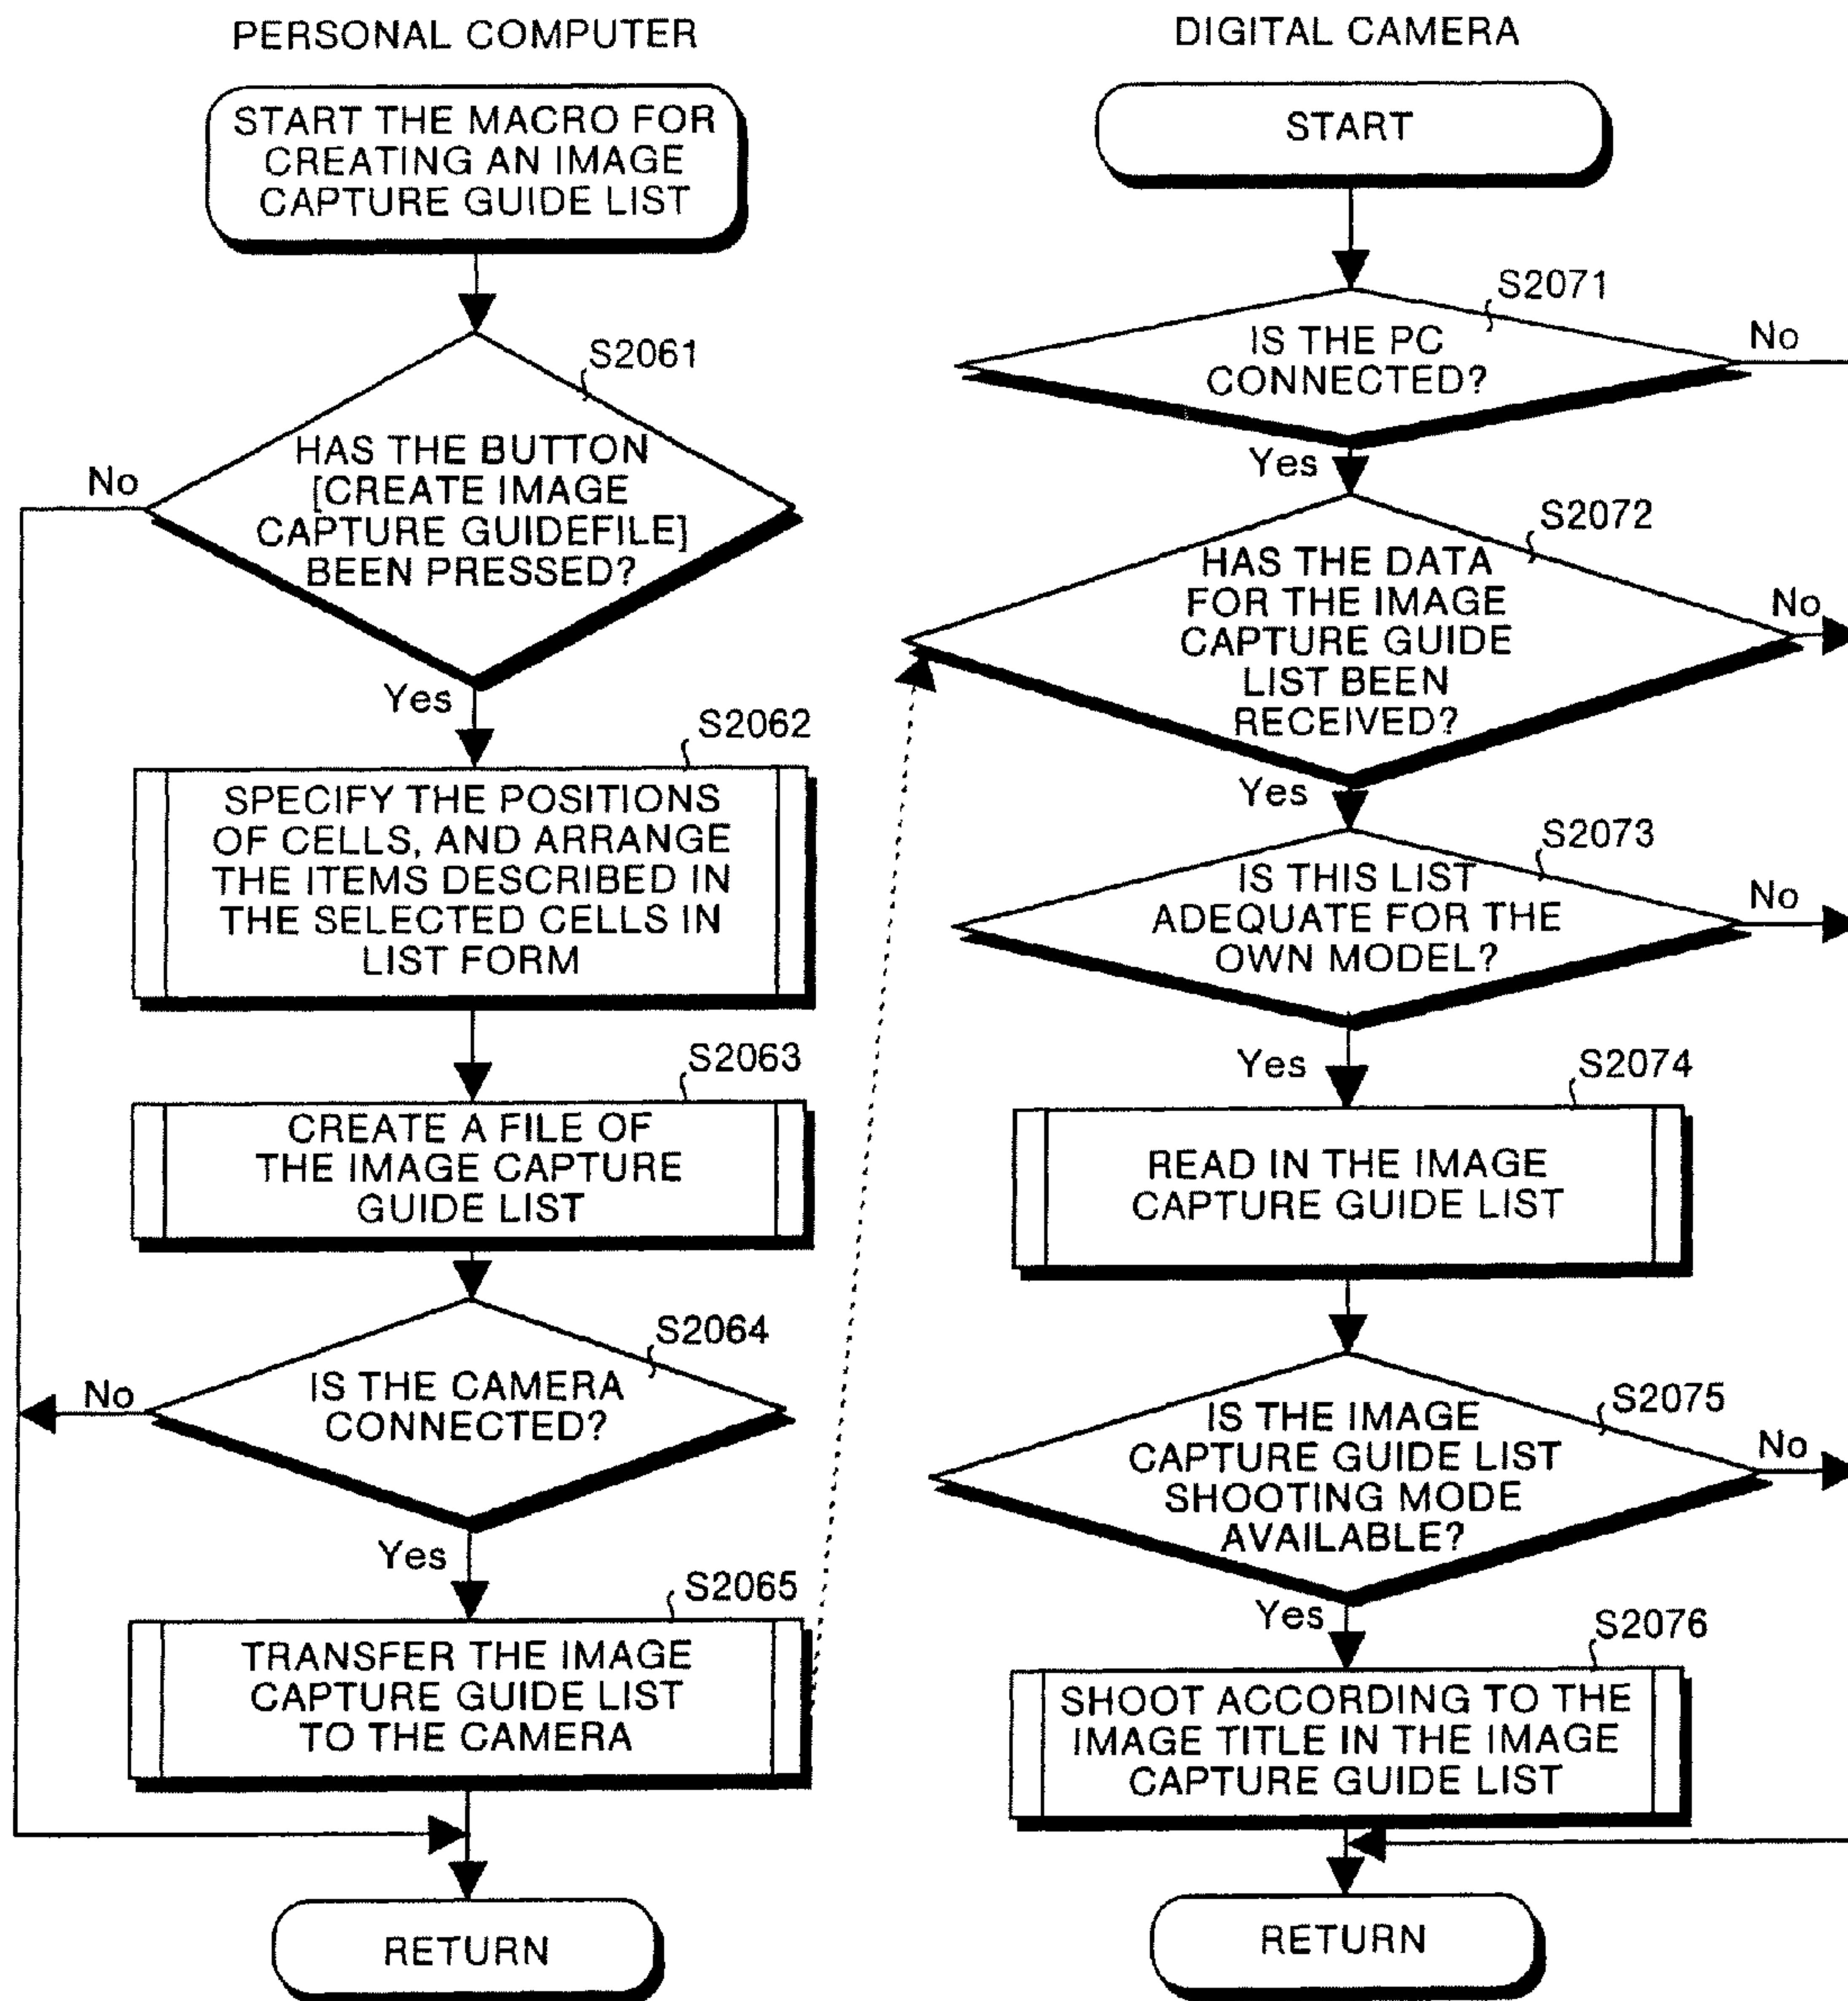 PERSONAL COMPUTER
START THE MACRO FOR
CREATING AN IMAGE
CAPTURE GUIDE LIST
S2061
HAS THE BUTTON
[CREATE IMAGE
CAPTURE GUIDEFILE]
BEEN PRESSED?
No
Yes
S2062
SPECIFY THE POSITIONS
OF CELLS, AND ARRANGE
THE ITEMS DESCRIBED IN
THE SELECTED CELLS IN
LIST FORM
S2063
CREATE A FILE OF
THE IMAGE CAPTURE
GUIDE LIST
S2064
IS THE CAMERA
CONNECTED?
No
Yes
S2065
TRANSFER THE IMAGE
CAPTURE GUIDE LIST
TO THE CAMERA
RETURN
DIGITAL CAMERA
START
S2071
IS THE PC
CONNECTED?
No
Yes
S2072
HAS THE DATA
FOR THE IMAGE
CAPTURE GUIDE
LIST BEEN
RECEIVED?
No
Yes
S2073
IS THIS LIST
ADEQUATE FOR THE
OWN MODEL?
No
Yes
S2074
READ IN THE IMAGE
CAPTURE GUIDE LIST
S2075
IS THE IMAGE
CAPTURE GUIDE LIST
SHOOTING MODE
AVAILABLE?
No
Yes
S2076
SHOOT ACCORDING TO THE
IMAGE TITLE IN THE IMAGE
CAPTURE GUIDE LIST
RETURN